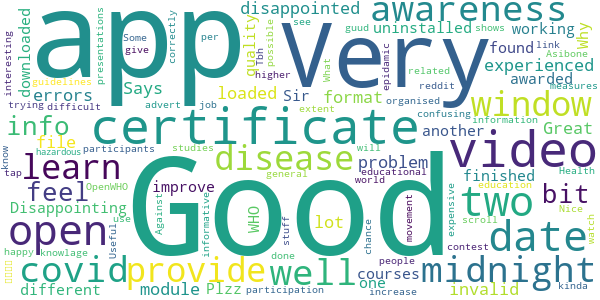 app
Very
awareness
disappointed
see
guud
uninstalled
shows
working
Some
give
per
Tbh
possible
Why
What
epidamic
link
Asibone
interesting
downloaded
Says
presentations
correctly
quality
higher
found
experienced
guidelines
errors
loaded
Sir
awarded
related
measures
trying
difficult
advert
job
format
extent
reddit
organised
confusing
information
info
certificate
window
another
Great
file
participants
disease
problem
video
know
hazardous
studies
will
finished
educational
education
Health
tap
learn
OpenWHO
improve
general
world
two
bit
Good
feel
Against
WHO
lot
movement
expensive
scroll
Nice
watch
Disappointing
use
Useful
informative
stuff
chance
people
contest
kinda
open
happy
knowlage
date
covid
provide
well
one
courses
midnight
done
different
module
Plzz
participation
increase
invalid